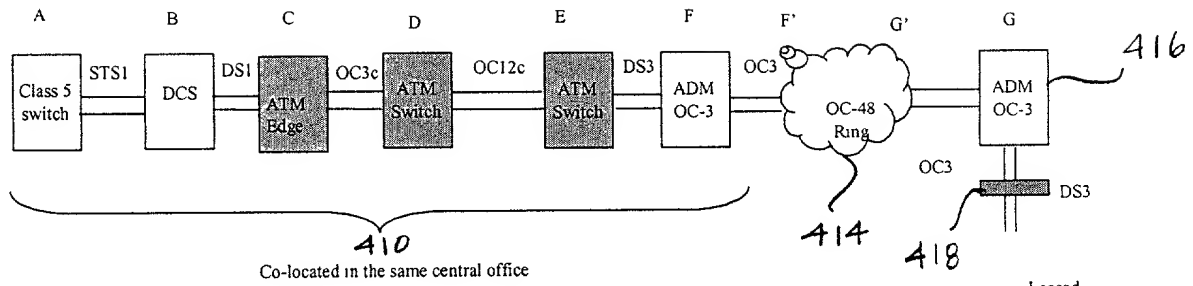 A B C D E F F' G' G
STS1 DS1 OC3c OC12c DS3 OC3
416
Class 5 switch
DCS
ATM Edge
ATM Switch
ATM Switch
ADM OC-3
OC-48 Ring
ADM OC-3
OC3
DS3
410
414
418
Co-located in the same central office